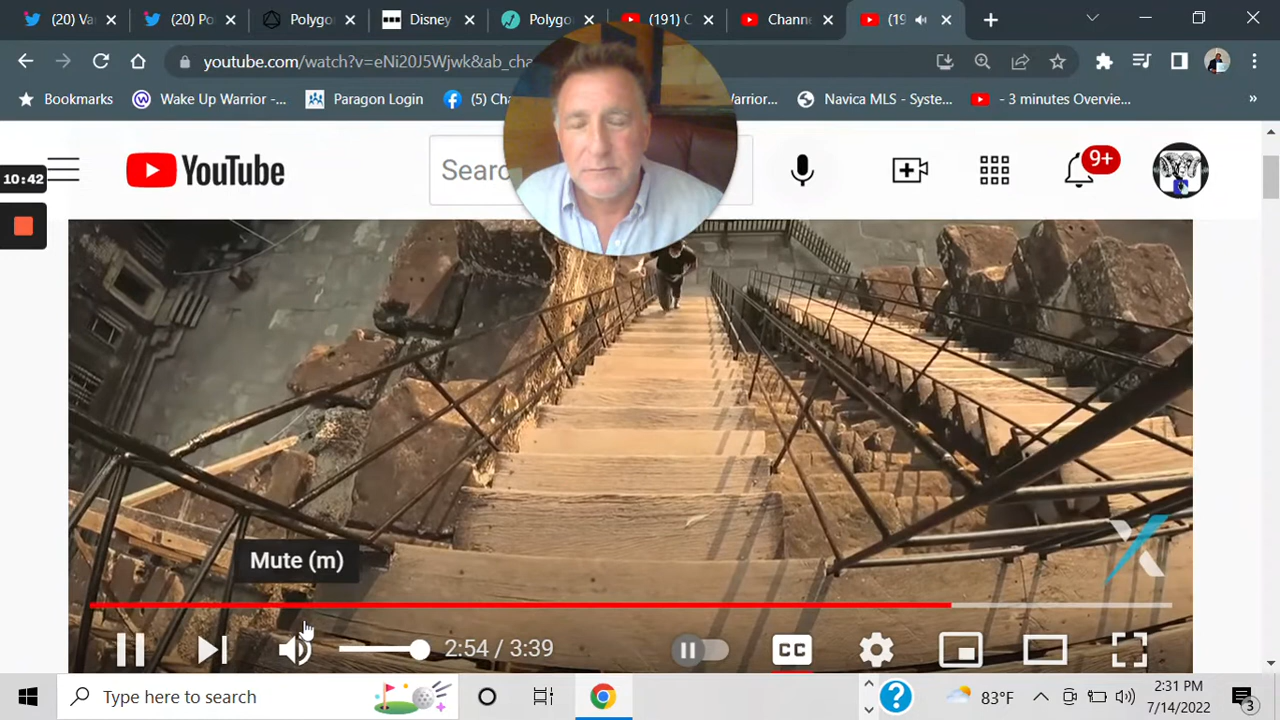 (20) Va
(20) Po
Polygo
Disney
Polygo
(191) C
Chann
(19
youtube.com/watch?v=eNi20J5Wjwk&ab_cha
Bookmarks
Wake Up Warrior - ...
Paragon Login
(5) Ch
arrior...
Navica MLS - Syste...
- 3 minutes Overvie...
»
10:42
YouTube
Searc
9+
Mute (m)
2:54 / 3:39
CC
Type here to search
83°F
2:31 PM
7/14/2022
3